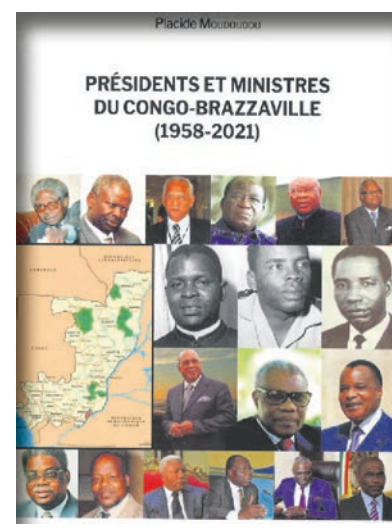 Placide Moudoudou
PRÉSIDENTS ET MINISTRES
DU CONGO-BRAZZAVILLE
(1958-2021)